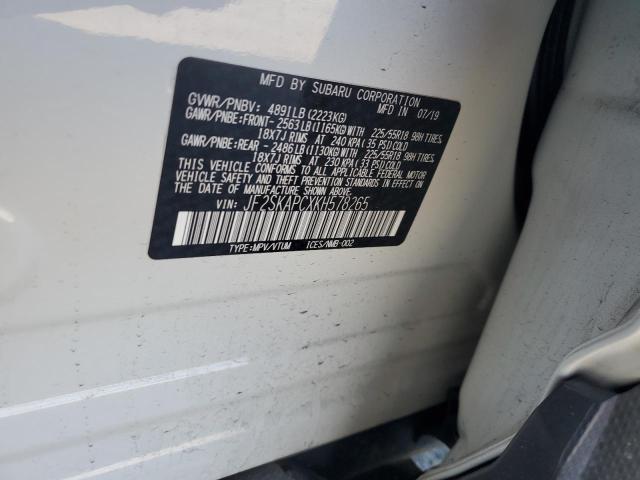 MFD BY SUBARU CORPORATION
GVWR/PNBV: 4891LB(2223KG) MFD IN 07/19
GAWR/PNBE:FRONT-2563LB(1165KG)WITH 225/55R18 98H TIRES,
18X7J RIMS AT 240 KPA(35 PSI COLD
GAWR/PNBE:REAR -2486LB(1130KG)WITH 225/55R18 98H TIRES,
18X7J RIMS AT 230 KPA(33 PSI COLD
THIS VEHICLE CONFORMS TO ALL APPLICABLE FEDERAL MOTOR
VEHICLE SAFETY AND THEFT PREVENTION STANDARDS IN EFFECT
ON THE DATE OF MANUFACTURE SHOWN ABOVE.
VIN: JF2SKAPCXKH578265
TYPE:MPV/VTUM ICES/NMB-002